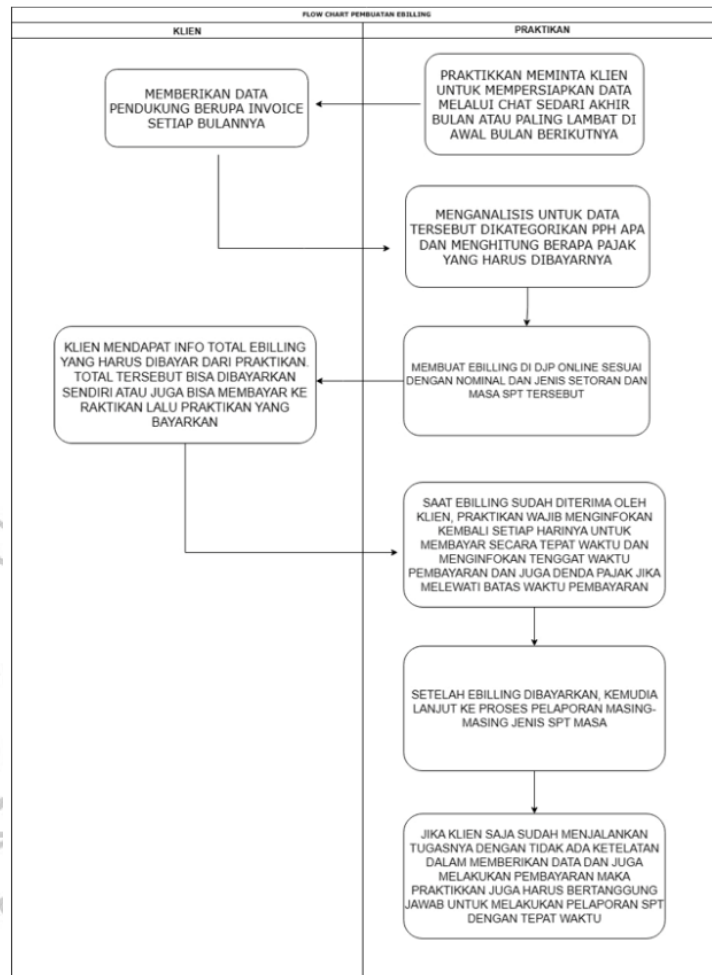 FLOW CHART PEMBUATAN EBILLING
KLIEN
PRAKTIKAN
PRAKTIKKAN MEMINTA KLIEN
UNTUK MEMPERSIAPKAN DATA
MELALUI CHAT SEDARI AKHIR
BULAN ATAU PALING LAMBAT DI
AWAL BULAN BERIKUTNYA
MEMBERIKAN DATA
PENDUKUNG BERUPA INVOICE
SETIAP BULANNYA
MENGANALISIS UNTUK DATA
TERSEBUT DIKATEGORIKAN PPH APA
DAN MENGHITUNG BERAPA PAJAK
YANG HARUS DIBAYARNYA
MEMBUAT EBILLING DI DJP ONLINE SESUAI
DENGAN NOMINAL DAN JENIS SETORAN DAN
MASA SPT TERSEBUT
KLIEN MENDAPAT INFO TOTAL EBILLING
YANG HARUS DIBAYAR DARI PRAKTIKAN.
TOTAL TERSEBUT BISA DIBAYARKAN
SENDIRI ATAU JUGA BISA MEMBAYAR KE
RAKTIKAN LALU PRAKTIKAN YANG
BAYARKAN
SAAT EBILLING SUDAH DITERIMA OLEH
KLIEN, PRAKTIKAN WAJIB MENGINFOKAN
KEMBALI SETIAP HARINYA UNTUK
MEMBAYAR SECARA TEPAT WAKTU DAN
MENGINFOKAN TENGGAT WAKTU
PEMBAYARAN DAN JUGA DENDA PAJAK JIKA
MELEWATI BATAS WAKTU PEMBAYARAN
SETELAH EBILLING DIBAYARKAN, KEMUDIA
LANJUT KE PROSES PELAPORAN MASING-
MASING JENIS SPT MASA
JIKA KLIEN SAJA SUDAH MENJALANKAN
TUGASNYA DENGAN TIDAK ADA KETELATAN
DALAM MEMBERIKAN DATA DAN JUGA
MELAKUKAN PEMBAYARAN MAKA
PRAKTIKKAN JUGA HARUS BERTANGGUNG
JAWAB UNTUK MELAKUKAN PELAPORAN SPT
DENGAN TEPAT WAKTU